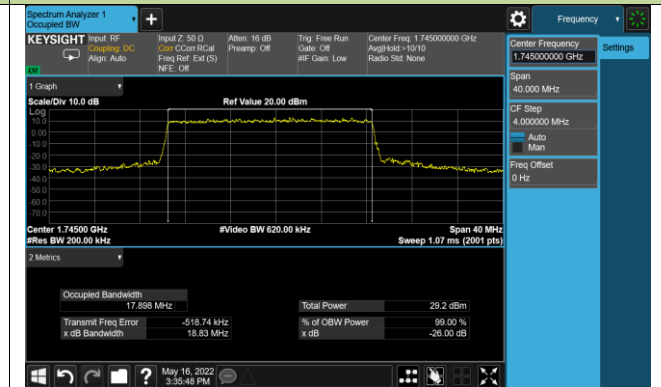 Spectrum Analyzer 1
Occupied BW
+
Frequency
KEYSIGHT
Input: RF
Coupling: DC
Align: Auto
Input Z: 50 Ω
Corr CCorr RCal
Freq Ref: Ext (S)
NFE: Off
Atten: 16 dB
Preamp: Off
Trig: Free Run
Gate: Off
#IF Gain: Low
Center Freq: 1.745000000 GHz
Avg|Hold:>10/10
Radio Std: None
LW
Center Frequency
1.745000000 GHz
Settings
Span
40.000 MHz
CF Step
4.000000 MHz
Auto
Man
Freq Offset
0 Hz
1 Graph
Scale/Div 10.0 dB
Ref Value 20.00 dBm
Log
10.0
0.00
-10.0
-20.0
-30.0
-40.0
-50.0
-60.0
-70.0
Center 1.74500 GHz
#Video BW 620.00 kHz
Span 40 MHz
#Res BW 200.00 kHz
Sweep 1.07 ms (2001 pts)
2 Metrics
Occupied Bandwidth
17.898 MHz
Total Power
29.2 dBm
Transmit Freq Error
-518.74 kHz
% of OBW Power
99.00 %
x dB Bandwidth
18.83 MHz
x dB
-26.00 dB
?
May 16, 2022
3:35:48 PM